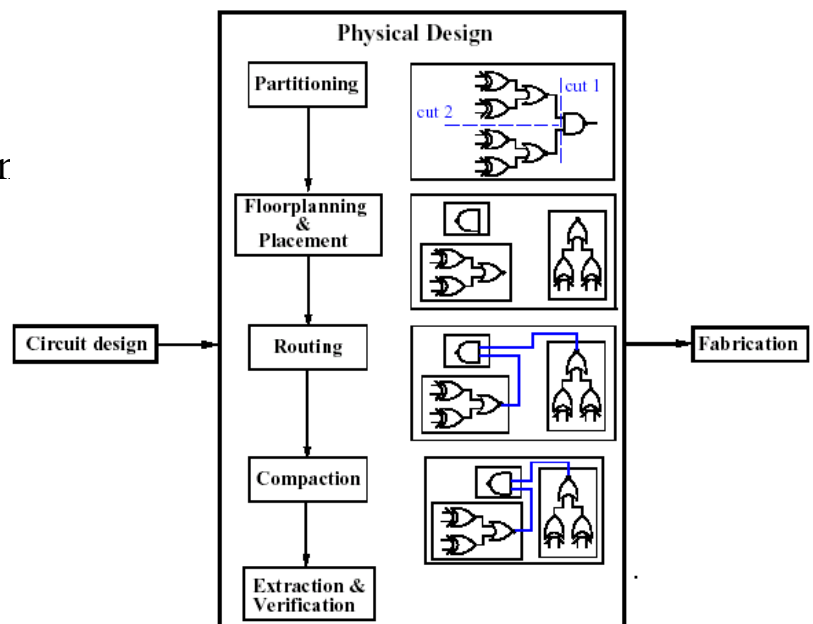 Physical Design
Partitioning
cut 1
cut 2
Floorplanning
&
Placement
Circuit design
Routing
Fabrication
Compaction
Extraction &
Verification